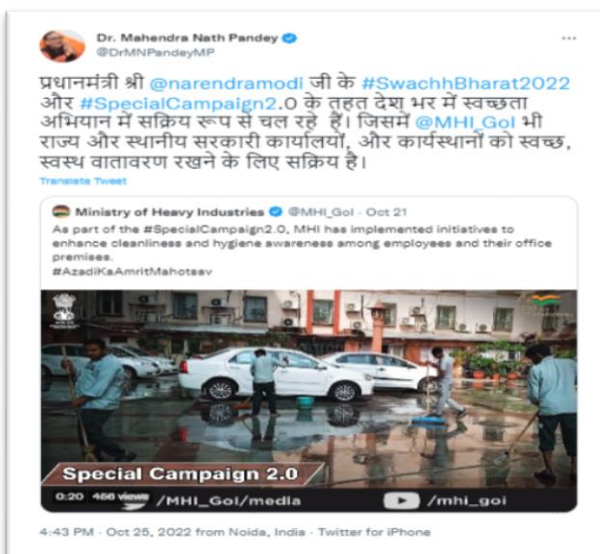 Dr. Mahendra Nath Pandey
@DrMNPandeyMP
प्रधानमंत्री श्री @narendramodi जी के #SwachhBharat2022
और #SpecialCampaign2.0 के तहत देश भर में स्वच्छता
अभियान में सक्रिय रूप से चल रहे हैं। जिसमें @MHI_GoI भी
राज्य और स्थानीय सरकारी कार्यालयों, और कार्यस्थानों को स्वच्छ,
स्वस्थ वातावरण रखने के लिए सक्रिय है।
Translate Tweet
Ministry of Heavy Industries @MHI_GoI · Oct 21
As part of the #SpecialCampaign2.0, MHI has implemented initiatives to
enhance cleanliness and hygiene awareness among employees and their office
premises.
#AzadiKaAmritMahotsav
Special Campaign 2.0
0:20 456 views /MHI_GoI/media /mhi_goi
4:43 PM · Oct 25, 2022 from Noida, India · Twitter for iPhone